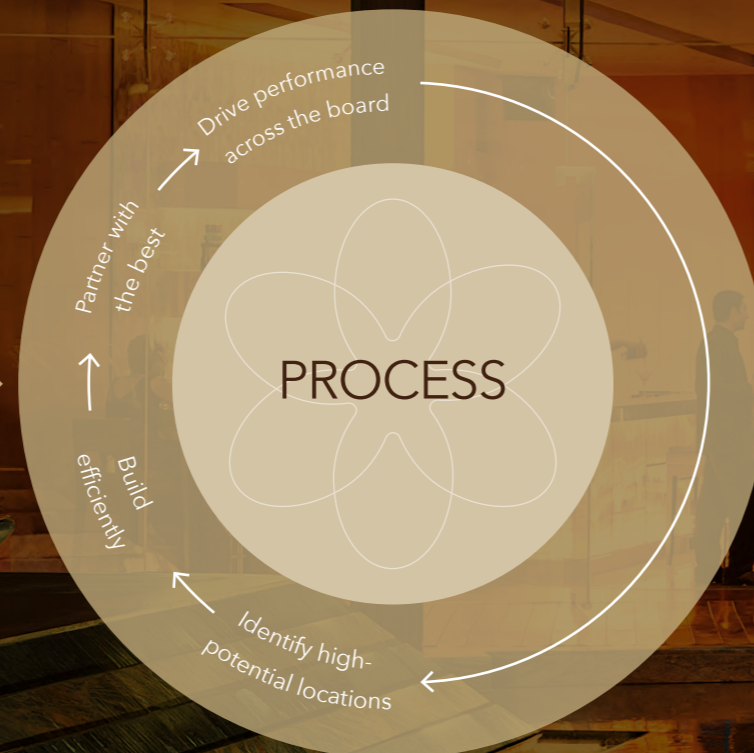 PROCESS
Identify high-
potential locations
Build
efficiently
Partner with
the best
Drive performance
across the board